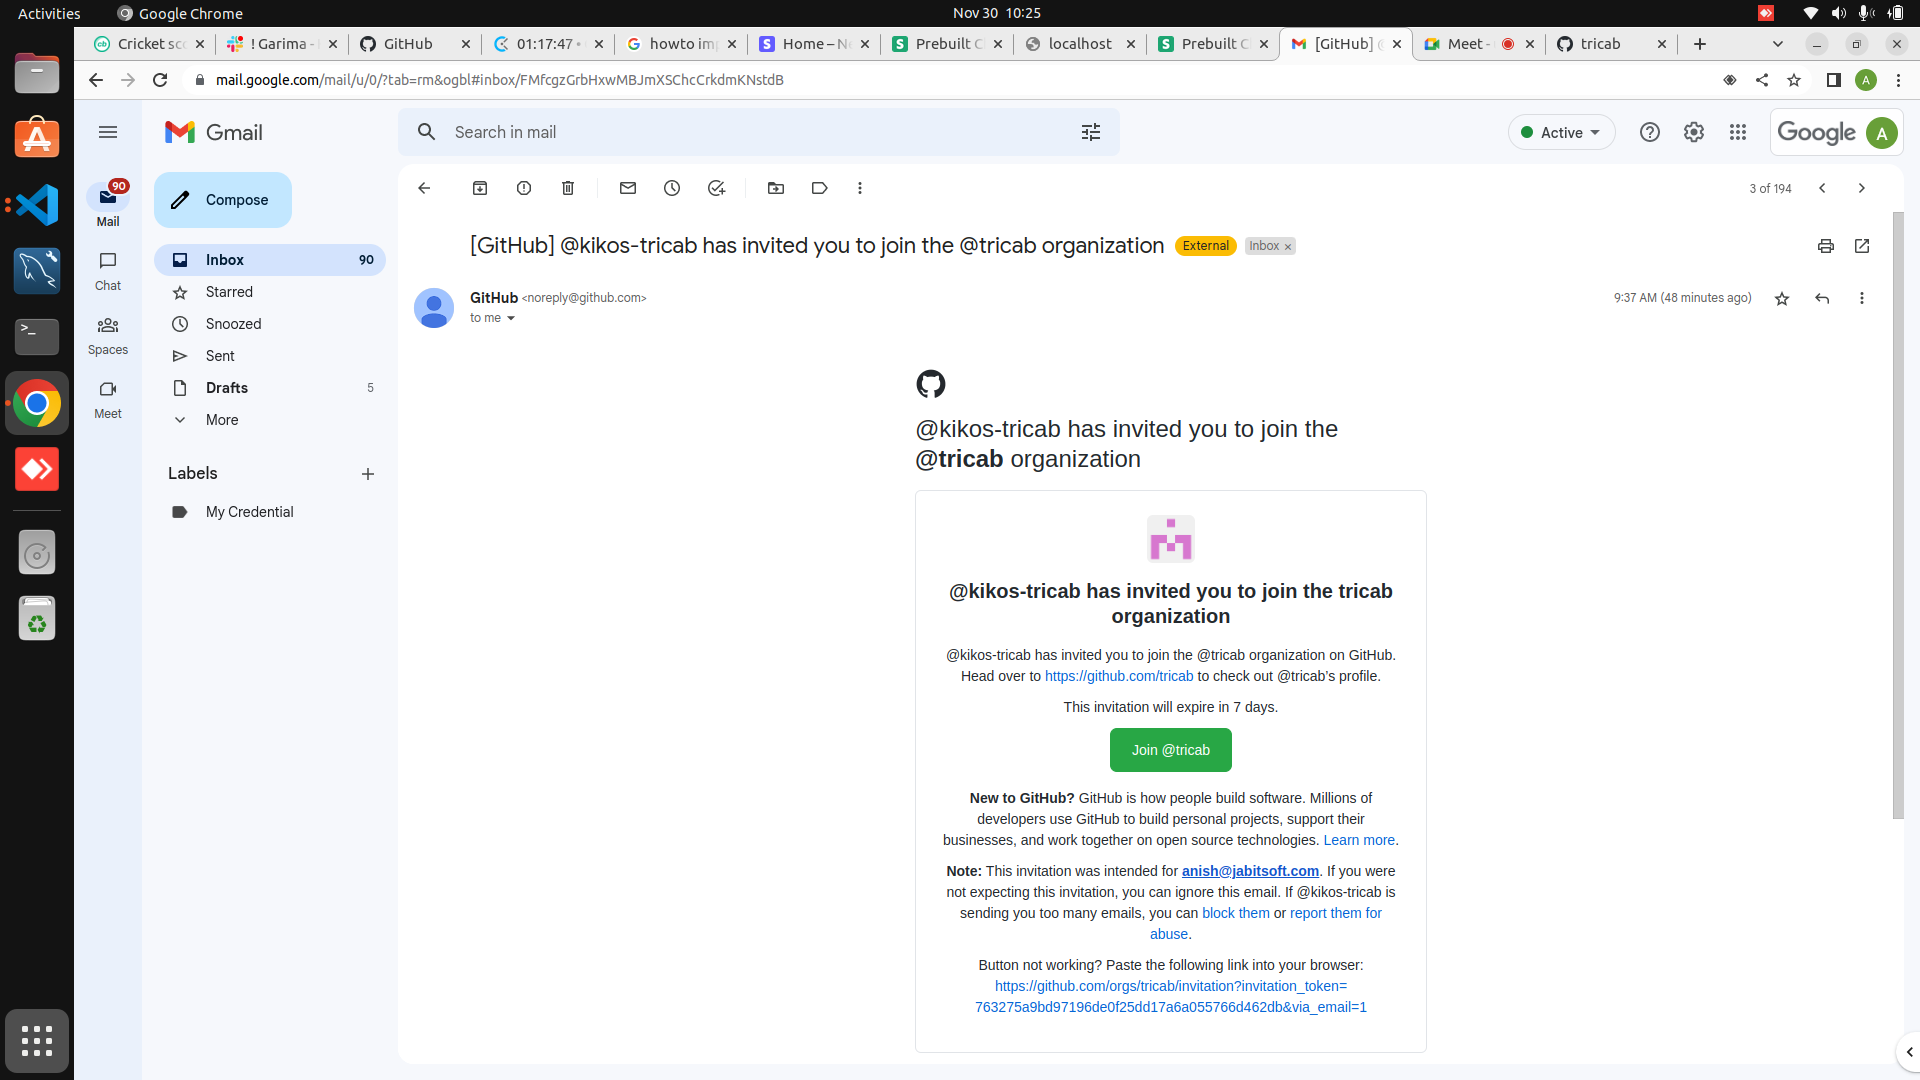 Activities
Google Chrome
Nov 30 10:25
Cricket sc
! Garima -
GitHub
01:17:47 •
howto im
Home – N
Prebuilt C
localhost
Prebuilt C
[GitHub]
Meet -
tricab
mail.google.com/mail/u/0/?tab=rm&ogbl#inbox/FMfcgzGrbHxwMBJmXSChcCrkdmKNstdB
A
Gmail
Search in mail
Active
Google
A
90
Mail
Chat
Spaces
Meet
Compose
Inbox 90
Starred
Snoozed
Sent
Drafts 5
More
Labels
My Credential
3 of 194
[GitHub] @kikos-tricab has invited you to join the @tricab organization
External
Inbox ×
GitHub <noreply@github.com>
to me
9:37 AM (48 minutes ago)
@kikos-tricab has invited you to join the
@tricab organization
@kikos-tricab has invited you to join the tricab
organization
@kikos-tricab has invited you to join the @tricab organization on GitHub.
Head over to https://github.com/tricab to check out @tricab's profile.
This invitation will expire in 7 days.
Join @tricab
New to GitHub? GitHub is how people build software. Millions of
developers use GitHub to build personal projects, support their
businesses, and work together on open source technologies. Learn more.
Note: This invitation was intended for anish@jabitsoft.com. If you were
not expecting this invitation, you can ignore this email. If @kikos-tricab is
sending you too many emails, you can block them or report them for
abuse.
Button not working? Paste the following link into your browser:
https://github.com/orgs/tricab/invitation?invitation_token=
763275a9bd97196de0f25dd17a6a055766d462db&via_email=1